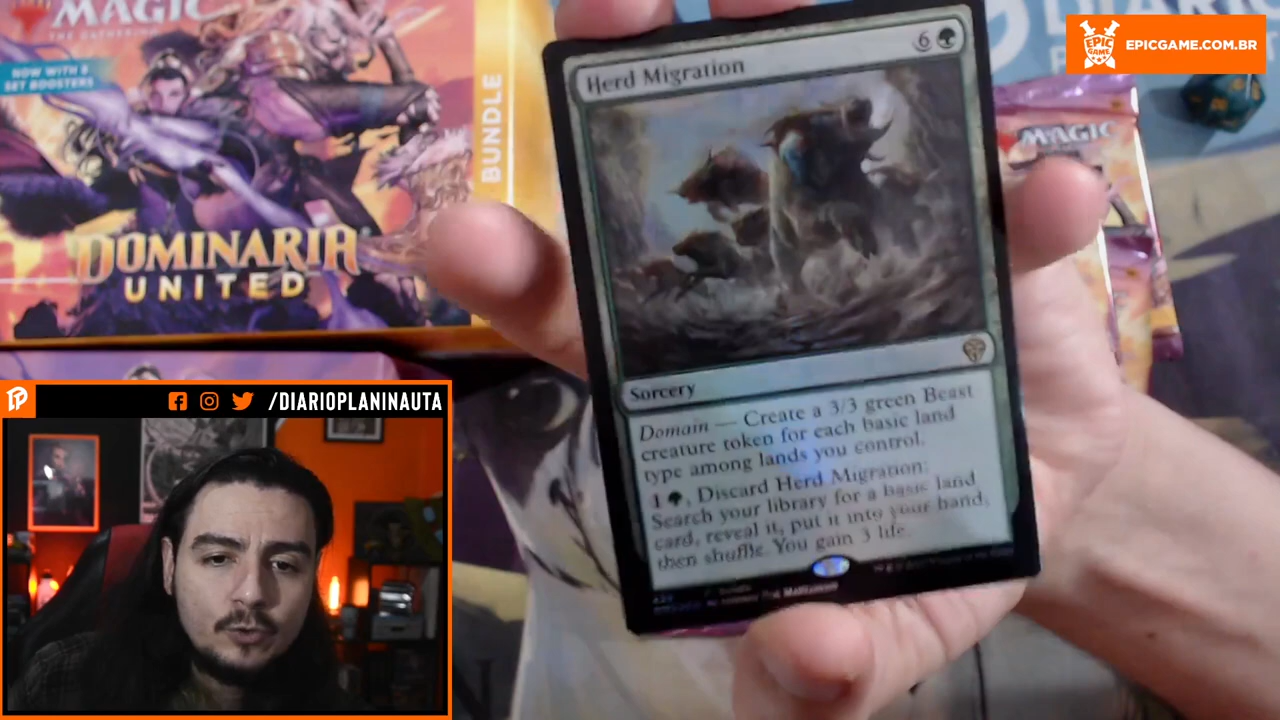 MAGIC
THE GATHERING
NOW WITH 8
SET BOOSTERS
BUNDLE
DOMINARIA
UNITED
EPIC
GAME
EPICGAME.COM.BR
MAGIC
Herd Migration
6
Sorcery
Domain — Create a 3/3 green Beast
creature token for each basic land
type among lands you control.
1 , Discard Herd Migration:
Search your library for a basic land
card, reveal it, put it into your hand,
then shuffle. You gain 3 life.
/DIARIOPLANINAUTA